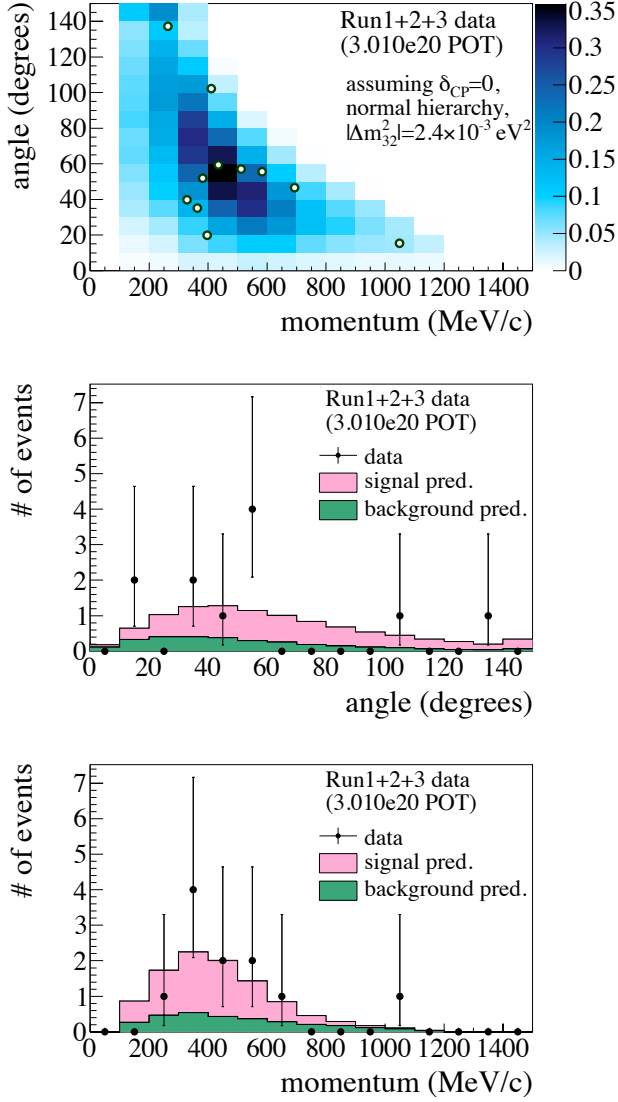 Run1+2+3 data
(3.010e20 POT)
assuming δCP=0,
normal hierarchy,
|Δm²32|=2.4×10⁻³ eV²
angle (degrees)
140
120
100
80
60
40
20
0
0.35
0.3
0.25
0.2
0.15
0.1
0.05
0
0 200 400 600 800 1000 1200 1400
momentum (MeV/c)
# of events
7
6
5
4
3
2
1
0
Run1+2+3 data
(3.010e20 POT)
data
signal pred.
background pred.
0 20 40 60 80 100 120 140
angle (degrees)
# of events
7
6
5
4
3
2
1
0
Run1+2+3 data
(3.010e20 POT)
data
signal pred.
background pred.
0 200 400 600 800 1000 1200 1400
momentum (MeV/c)